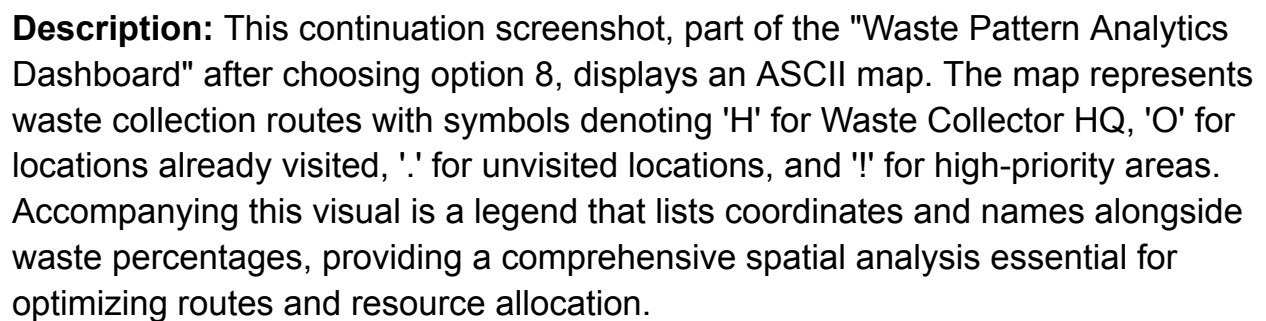 Description: This continuation screenshot, part of the "Waste Pattern Analytics
Dashboard" after choosing option 8, displays an ASCII map. The map represents
waste collection routes with symbols denoting 'H' for Waste Collector HQ, 'O' for
locations already visited, '.' for unvisited locations, and '!' for high-priority areas.
Accompanying this visual is a legend that lists coordinates and names alongside
waste percentages, providing a comprehensive spatial analysis essential for
optimizing routes and resource allocation.